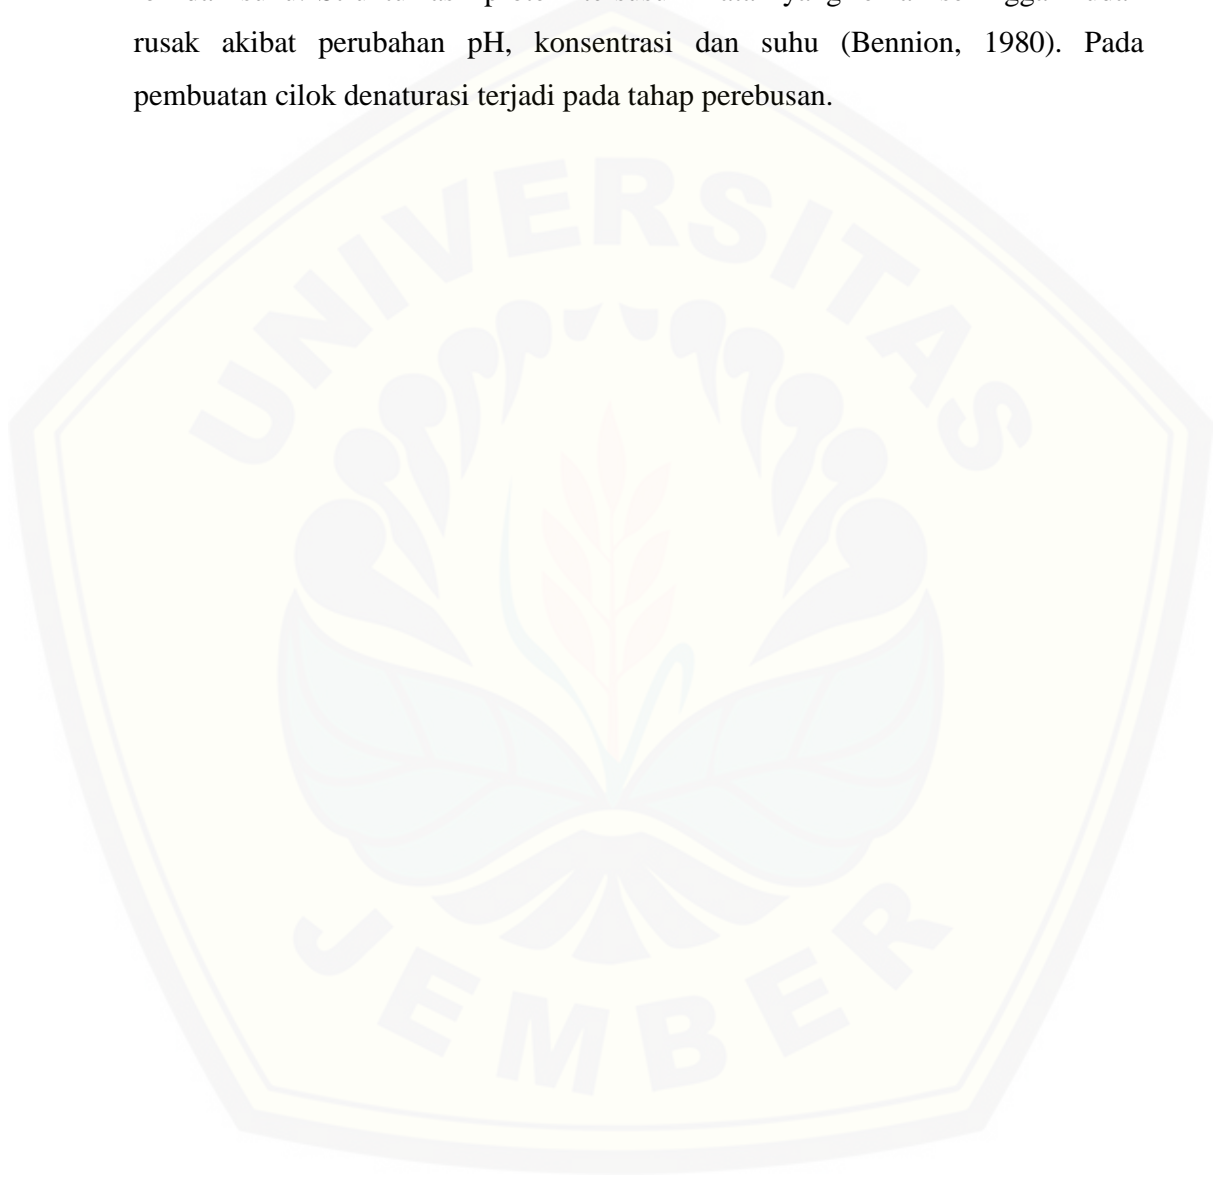 rusak akibat perubahan pH, konsentrasi dan suhu (Bennion, 1980). Pada
pembuatan cilok denaturasi terjadi pada tahap perebusan.
UNIVERSITAS
JEMBER